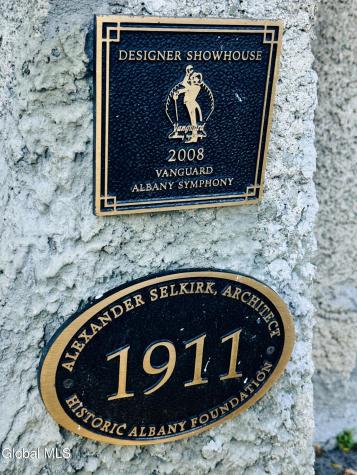 DESIGNER SHOWHOUSE
Vanguard
2008
VANGUARD
ALBANY SYMPHONY
ALEXANDER SELKIRK, ARCHITECT
1911
HISTORIC ALBANY FOUNDATION
Global MLS